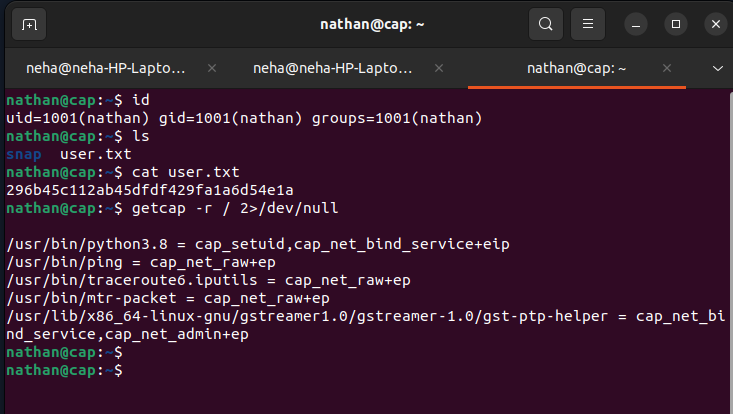 nathan@cap: ~
neha@neha-HP-Lapto...
neha@neha-HP-Lapto...
nathan@cap: ~
nathan@cap:~$ id
uid=1001(nathan) gid=1001(nathan) groups=1001(nathan)
nathan@cap:~$ ls
snap  user.txt
nathan@cap:~$ cat user.txt
296b45c112ab45dfdf429fa1a6d54e1a
nathan@cap:~$ getcap -r / 2>/dev/null
/usr/bin/python3.8 = cap_setuid,cap_net_bind_service+eip
/usr/bin/ping = cap_net_raw+ep
/usr/bin/traceroute6.iputils = cap_net_raw+ep
/usr/bin/mtr-packet = cap_net_raw+ep
/usr/lib/x86_64-linux-gnu/gstreamer1.0/gstreamer-1.0/gst-ptp-helper = cap_net_bi
nd_service,cap_net_admin+ep
nathan@cap:~$
nathan@cap:~$